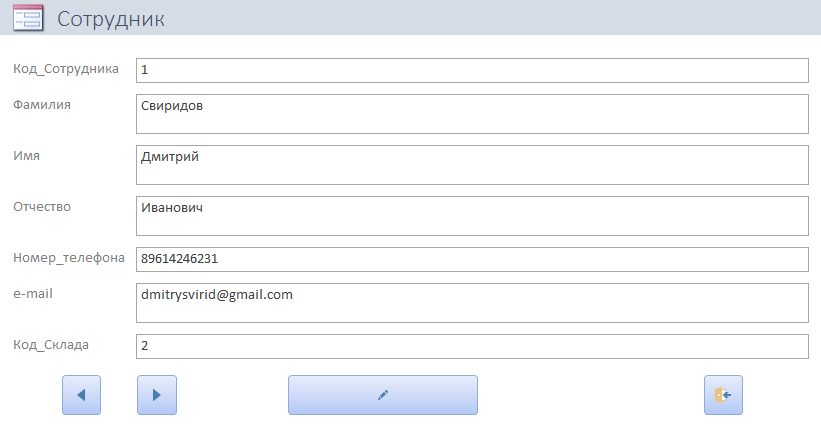 Сотрудник
Код_Сотрудника 1
Фамилия Свиридов
Имя Дмитрий
Отчество Иванович
Номер_телефона 89614246231
e-mail dmitrysvirid@gmail.com
Код_Склада 2